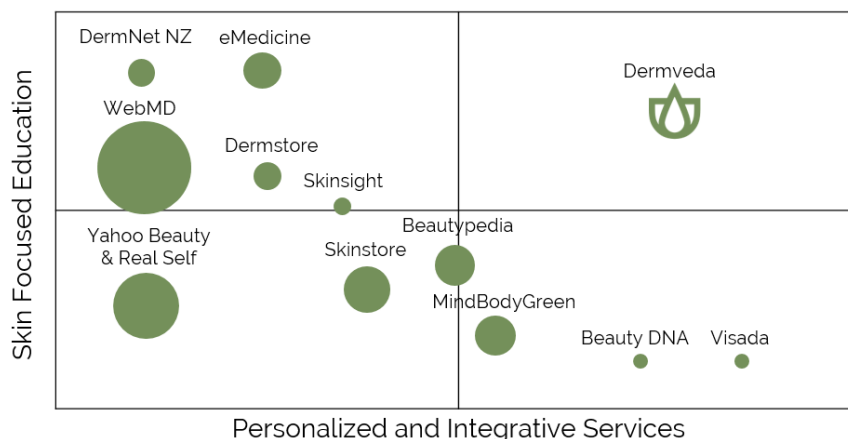 DermNet NZ
eMedicine
Dermveda
WebMD
Dermstore
Skinsight
Beautypedia
Yahoo Beauty
& Real Self
Skinstore
MindBodyGreen
Beauty DNA
Visada
Skin Focused Education
Personalized and Integrative Services